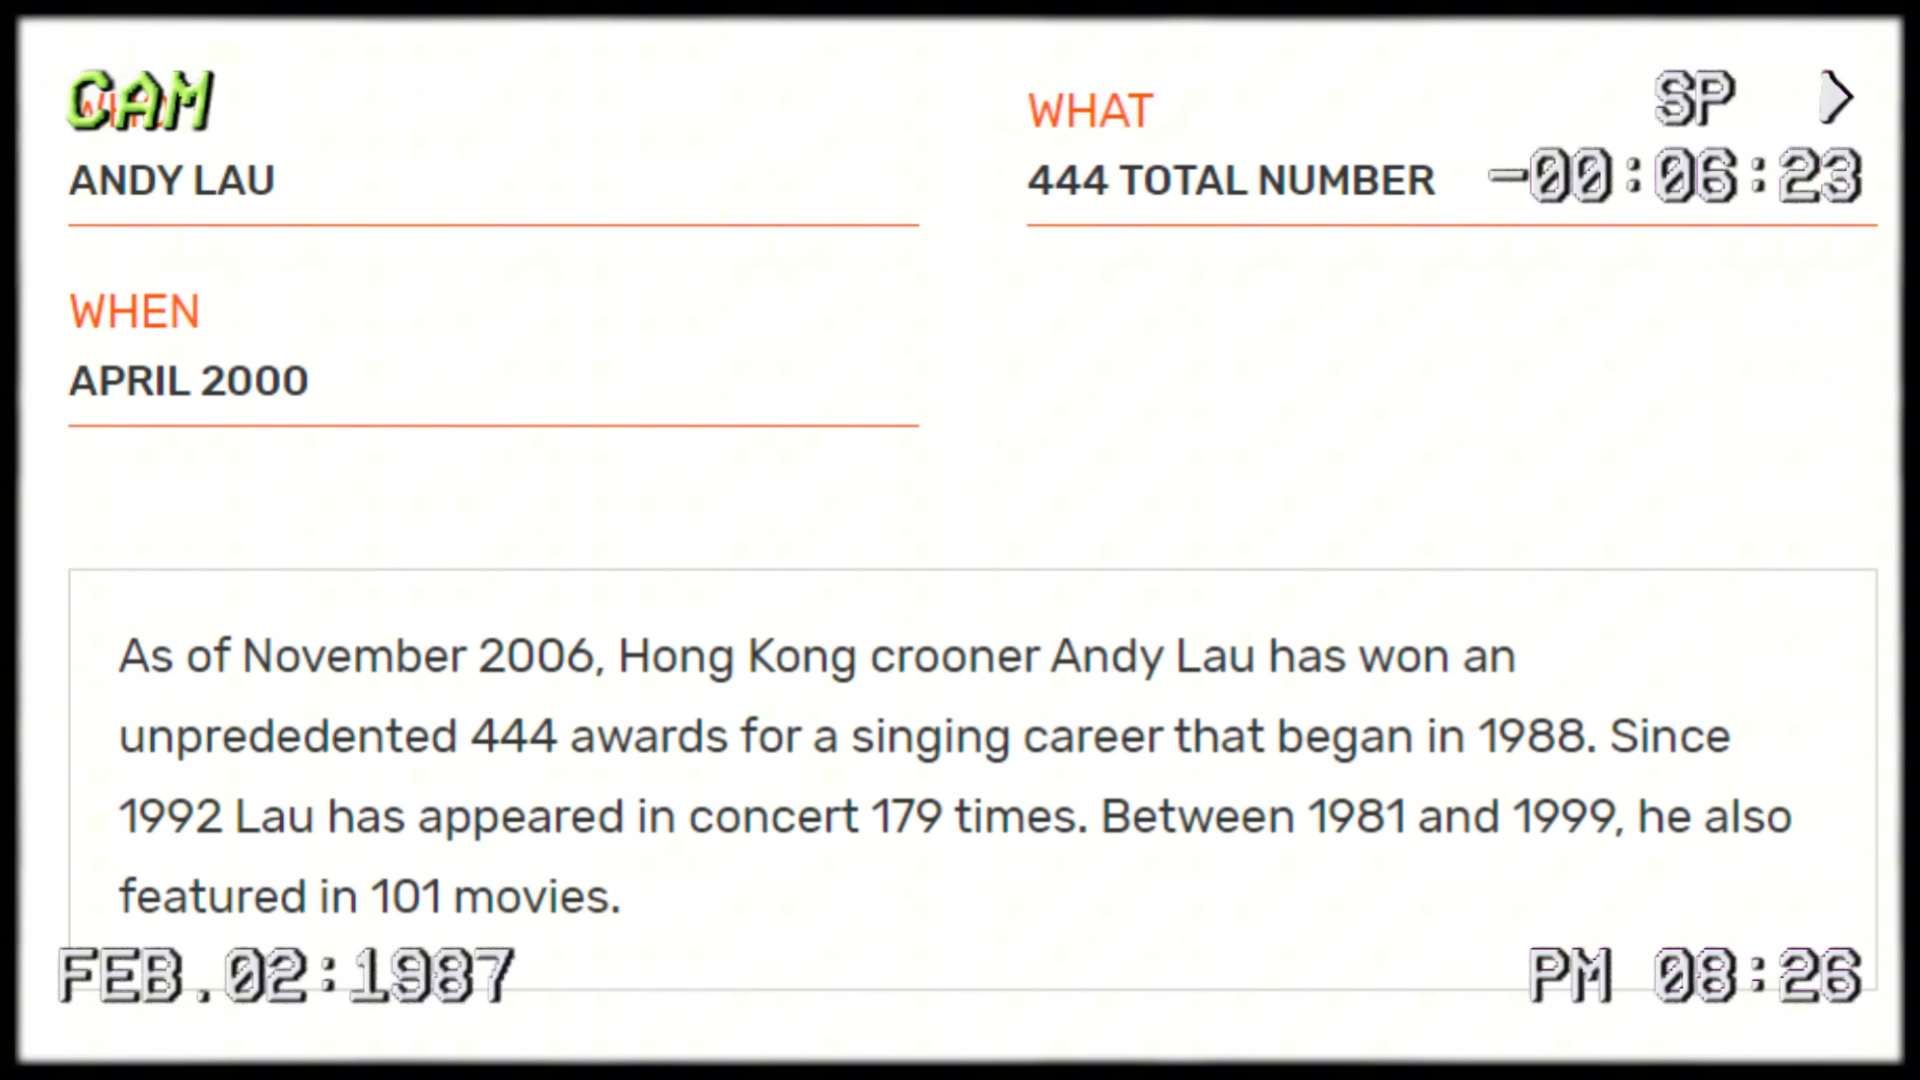 CAM
WHAT
SP
ANDY LAU
444 TOTAL NUMBER
-00:06:23
WHEN
APRIL 2000
As of November 2006, Hong Kong crooner Andy Lau has won an
unprededented 444 awards for a singing career that began in 1988. Since
1992 Lau has appeared in concert 179 times. Between 1981 and 1999, he also
featured in 101 movies.
FEB.02:1987
PM 08:26